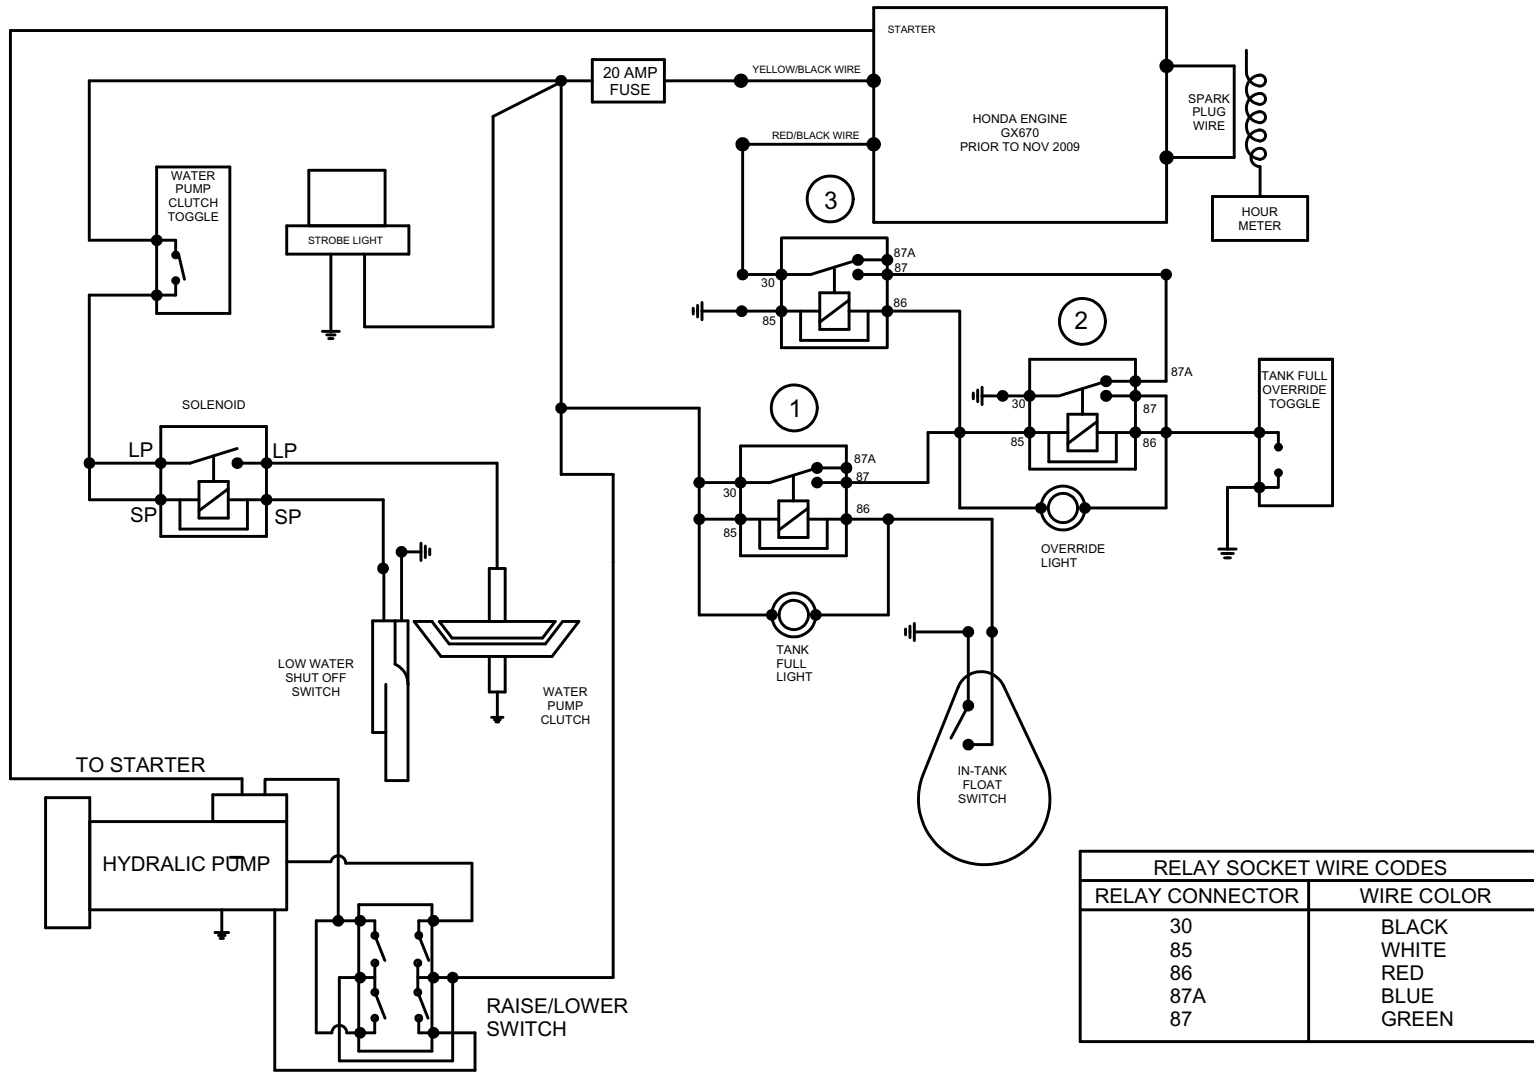 STARTER
20 AMP
FUSE
YELLOW/BLACK WIRE
RED/BLACK WIRE
HONDA ENGINE
GX670
PRIOR TO NOV 2009
SPARK
PLUG
WIRE
HOUR
METER
WATER
PUMP
CLUTCH
TOGGLE
STROBE LIGHT
3
87A
87
30
86
85
2
87A
30
87
85
86
TANK FULL
OVERRIDE
TOGGLE
OVERRIDE
LIGHT
1
87A
87
30
86
85
TANK
FULL
LIGHT
SOLENOID
LP
LP
SP
SP
LOW WATER
SHUT OFF
SWITCH
WATER
PUMP
CLUTCH
IN-TANK
FLOAT
SWITCH
TO STARTER
HYDRALIC PUMP
RAISE/LOWER
SWITCH
RELAY SOCKET WIRE CODES
RELAY CONNECTOR WIRE COLOR
30 BLACK
85 WHITE
86 RED
87A BLUE
87 GREEN